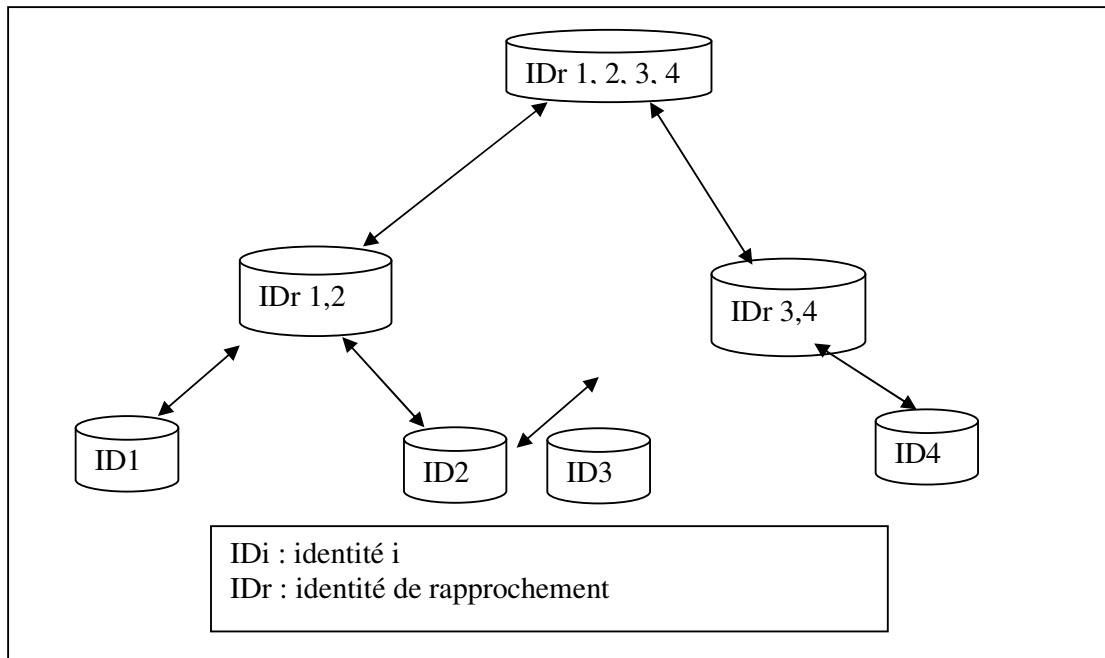 IDr 1, 2, 3, 4
IDr 1,2
IDr 3,4
ID1
ID2
ID3
ID4
IDi : identité i
IDr : identité de rapprochement